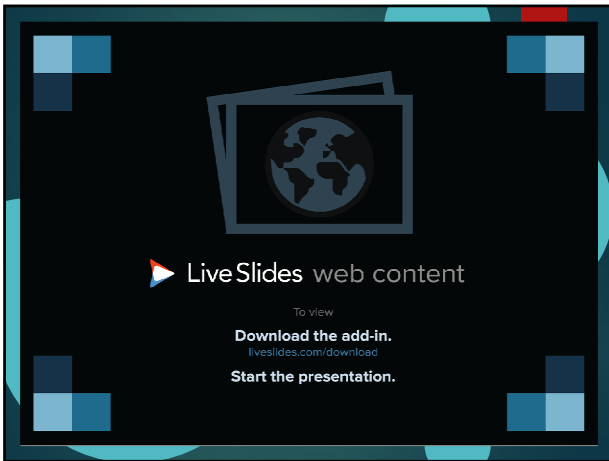 LiveSlides web content
To view
Download the add-in.
liveslides.com/download
Start the presentation.